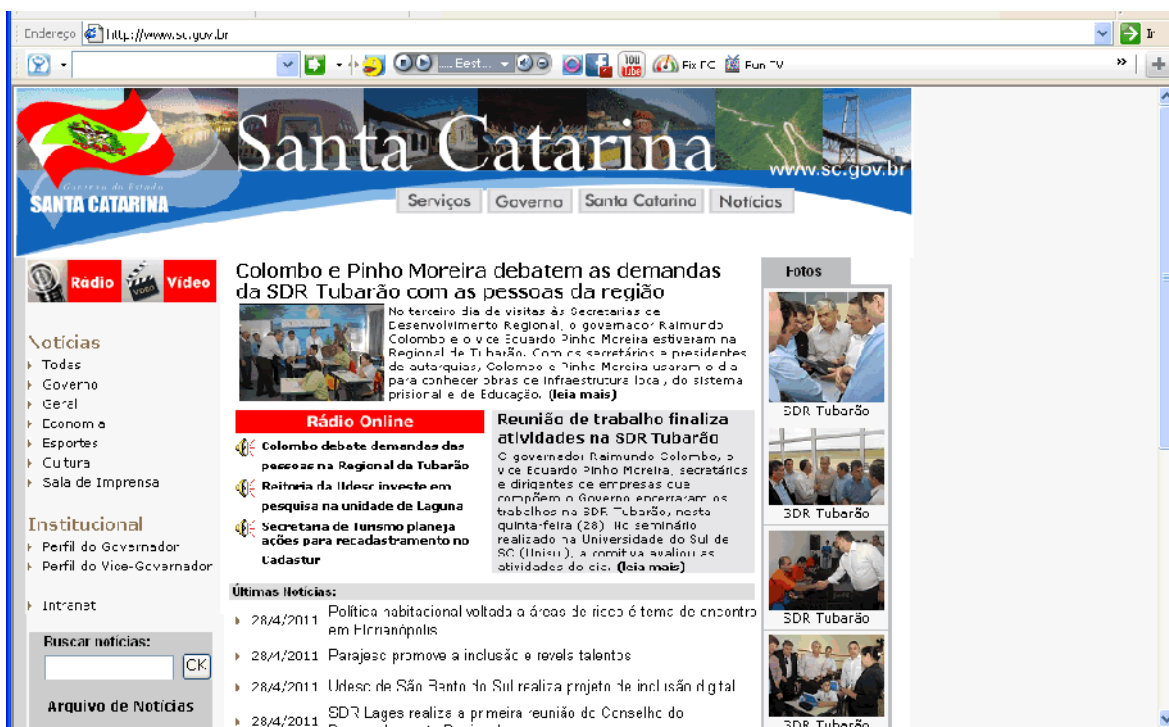 Endereço http://www.sc.gov.br Ir
.... Eest... You Tube Fix PC Fun TV »
Santa Catarina
www.sc.gov.br
Governo do Estado
SANTA CATARINA
Serviços Governo Santa Catarina Notícias
Rádio Vídeo
Notícias
Todas
Governo
Geral
Economia
Esportes
Cultura
Sala de Imprensa
Institucional
Perfil do Governador
Perfil do Vice-Governador
Intranet
Buscar notícias:
OK
Arquivo de Notícias
Colombo e Pinho Moreira debatem as demandas
da SDR Tubarão com as pessoas da região
No terceiro dia de visitas às Secretarias de
Desenvolvimento Regional, o governador Raimundo
Colombo e o vice Eduardo Pinho Moreira estiveram na
Regional de Tubarão. Com os secretários e presidentes
de autarquias, Colombo e Pinho Moreira usaram o dia
para conhecer obras de infraestrutura local, do sistema
prisional e de Educação. (leia mais)
Rádio Online
Colombo debate demandas das
pessoas na Regional de Tubarão
Reitoria da Udesc investe em
pesquisa na unidade de Laguna
Secretaria de Turismo planeja
ações para recadastramento no
Cadastur
Reunião de trabalho finaliza
atividades na SDR Tubarão
O governador Raimundo Colombo, o
vice Eduardo Pinho Moreira, secretários
e dirigentes de empresas que
compõem o Governo encerraram os
trabalhos na SDR Tubarão, nesta
quinta-feira (28). No seminário
realizado na Universidade do Sul de
SC (Unisul), a comitiva avaliou as
atividades do dia. (leia mais)
Últimas Notícias:
28/4/2011 Política habitacional voltada a áreas de risco é tema de encontro
em Florianópolis
28/4/2011 Parajesc promove a inclusão e revela talentos
28/4/2011 Udesc de São Bento do Sul realiza projeto de inclusão digital
28/4/2011 SDR Lages realiza a primeira reunião do Conselho do
Fotos
SDR Tubarão
SDR Tubarão
SDR Tubarão
SDR Tubarão